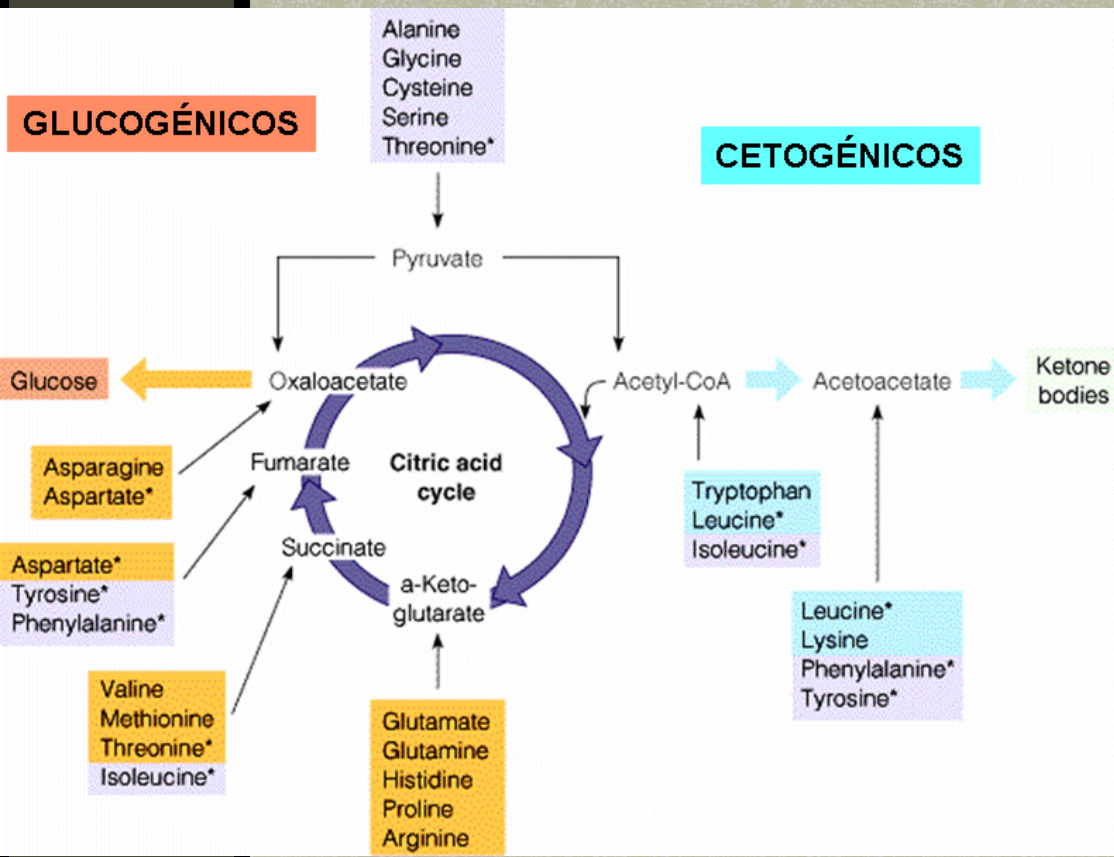 Alanine
Glycine
Cysteine
Serine
Threonine*
GLUCOGÉNICOS
CETOGÉNICOS
Pyruvate
Glucose
Oxaloacetate
Acetyl-CoA
Acetoacetate
Ketone
bodies
Asparagine
Aspartate*
Fumarate
Citric acid
cycle
Tryptophan
Leucine*
Isoleucine*
Aspartate*
Tyrosine*
Phenylalanine*
Succinate
a-Keto-
glutarate
Leucine*
Lysine
Phenylalanine*
Tyrosine*
Valine
Methionine
Threonine*
Isoleucine*
Glutamate
Glutamine
Histidine
Proline
Arginine